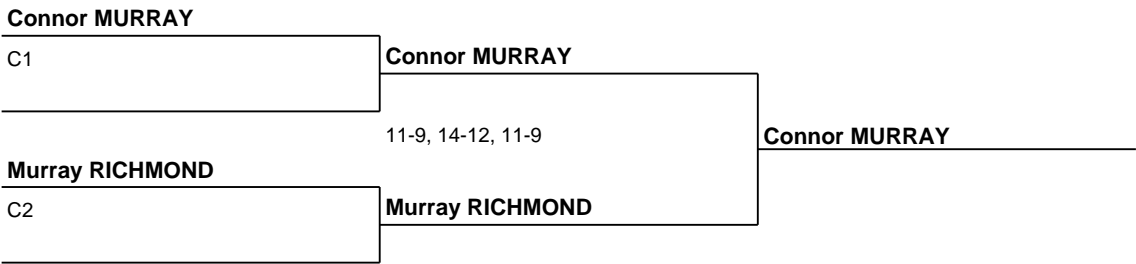 Connor MURRAY
C1
Connor MURRAY
11-9, 14-12, 11-9
Connor MURRAY
Murray RICHMOND
C2
Murray RICHMOND